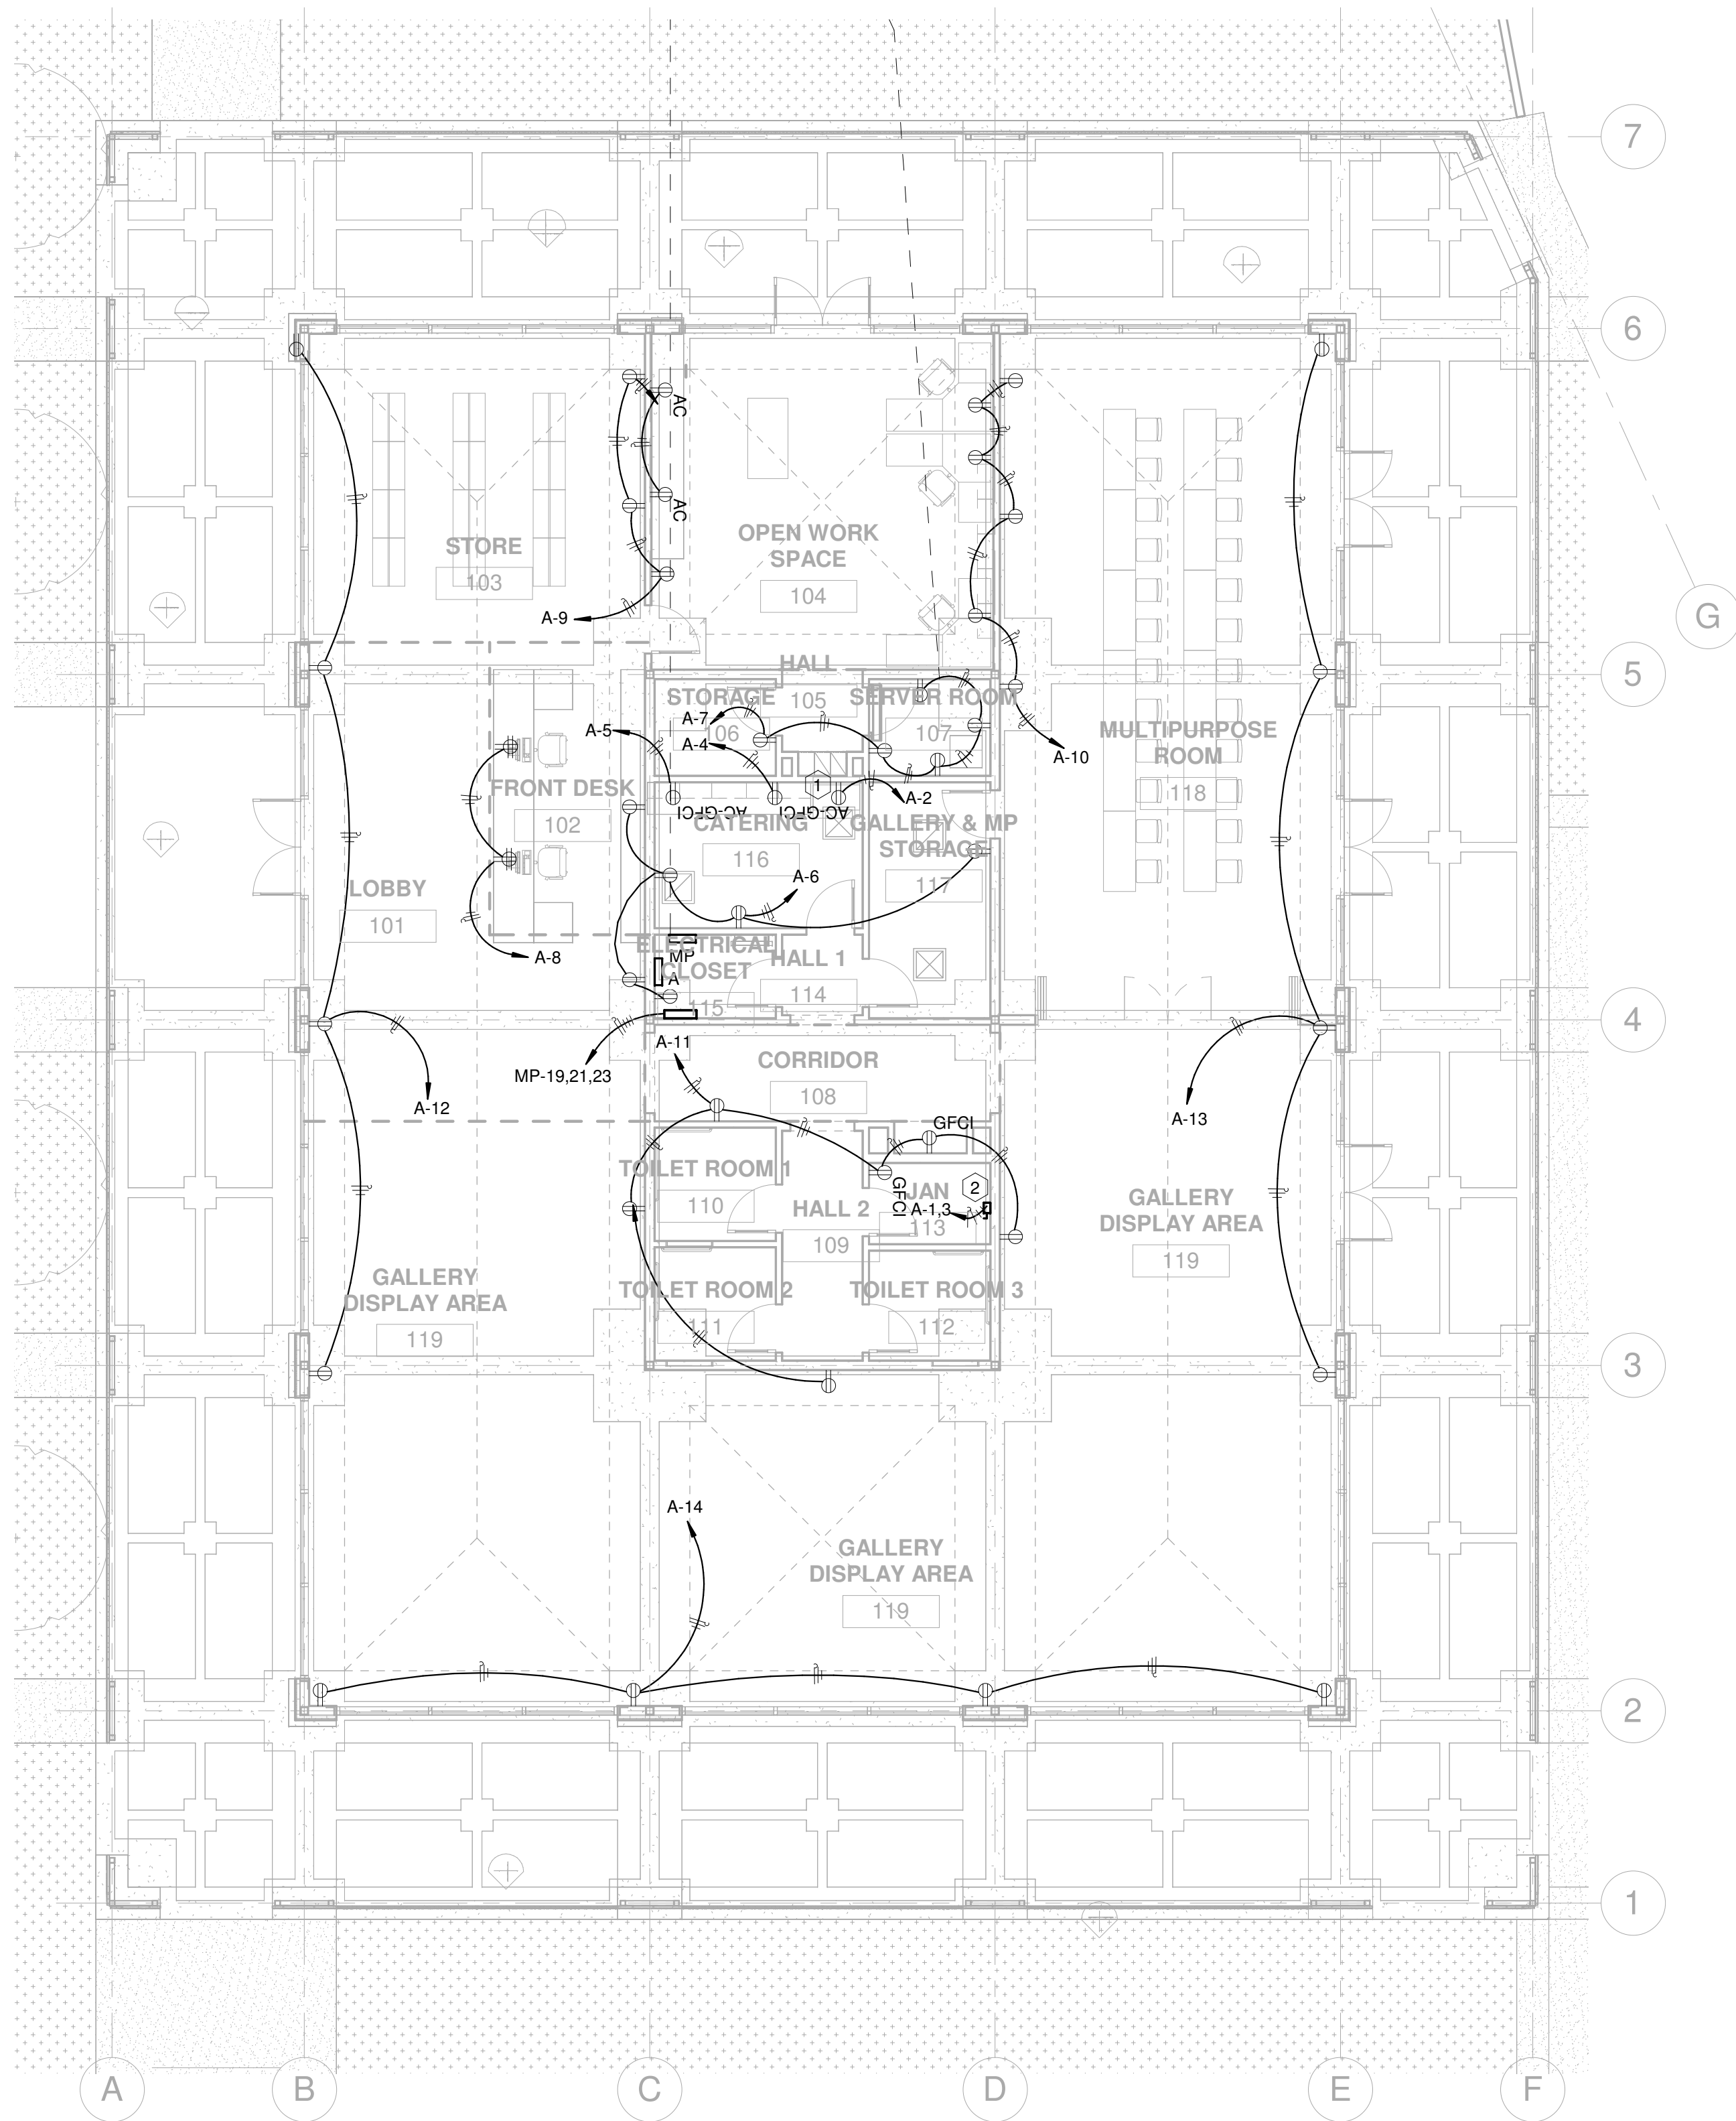 7
6
AC
AC
OPEN WORK
SPACE
104
STORE
103
A-9
G
HALL
105
5
STORAGE
106
SERVER ROOM
107
A-7
A-5
A-4
MULTIPURPOSE
ROOM
118
A-10
1
A-2
FRONT DESK
102
AC-GFCI
AC-GFCI
CATERING
116
GALLERY & MP
STORAGE
117
A-6
LOBBY
101
A-8
ELECTRICAL
CLOSET
115
MP
A
HALL 1
114
4
A-11
MP-19,21,23
CORRIDOR
108
A-12
A-13
GFCI
TOILET ROOM 1
110
GFCI
JAN
113
2
A-1,3
HALL 2
109
GALLERY
DISPLAY AREA
119
GALLERY
DISPLAY AREA
119
TOILET ROOM 2
111
TOILET ROOM 3
112
3
A-14
GALLERY
DISPLAY AREA
119
2
1
A
B
C
D
E
F